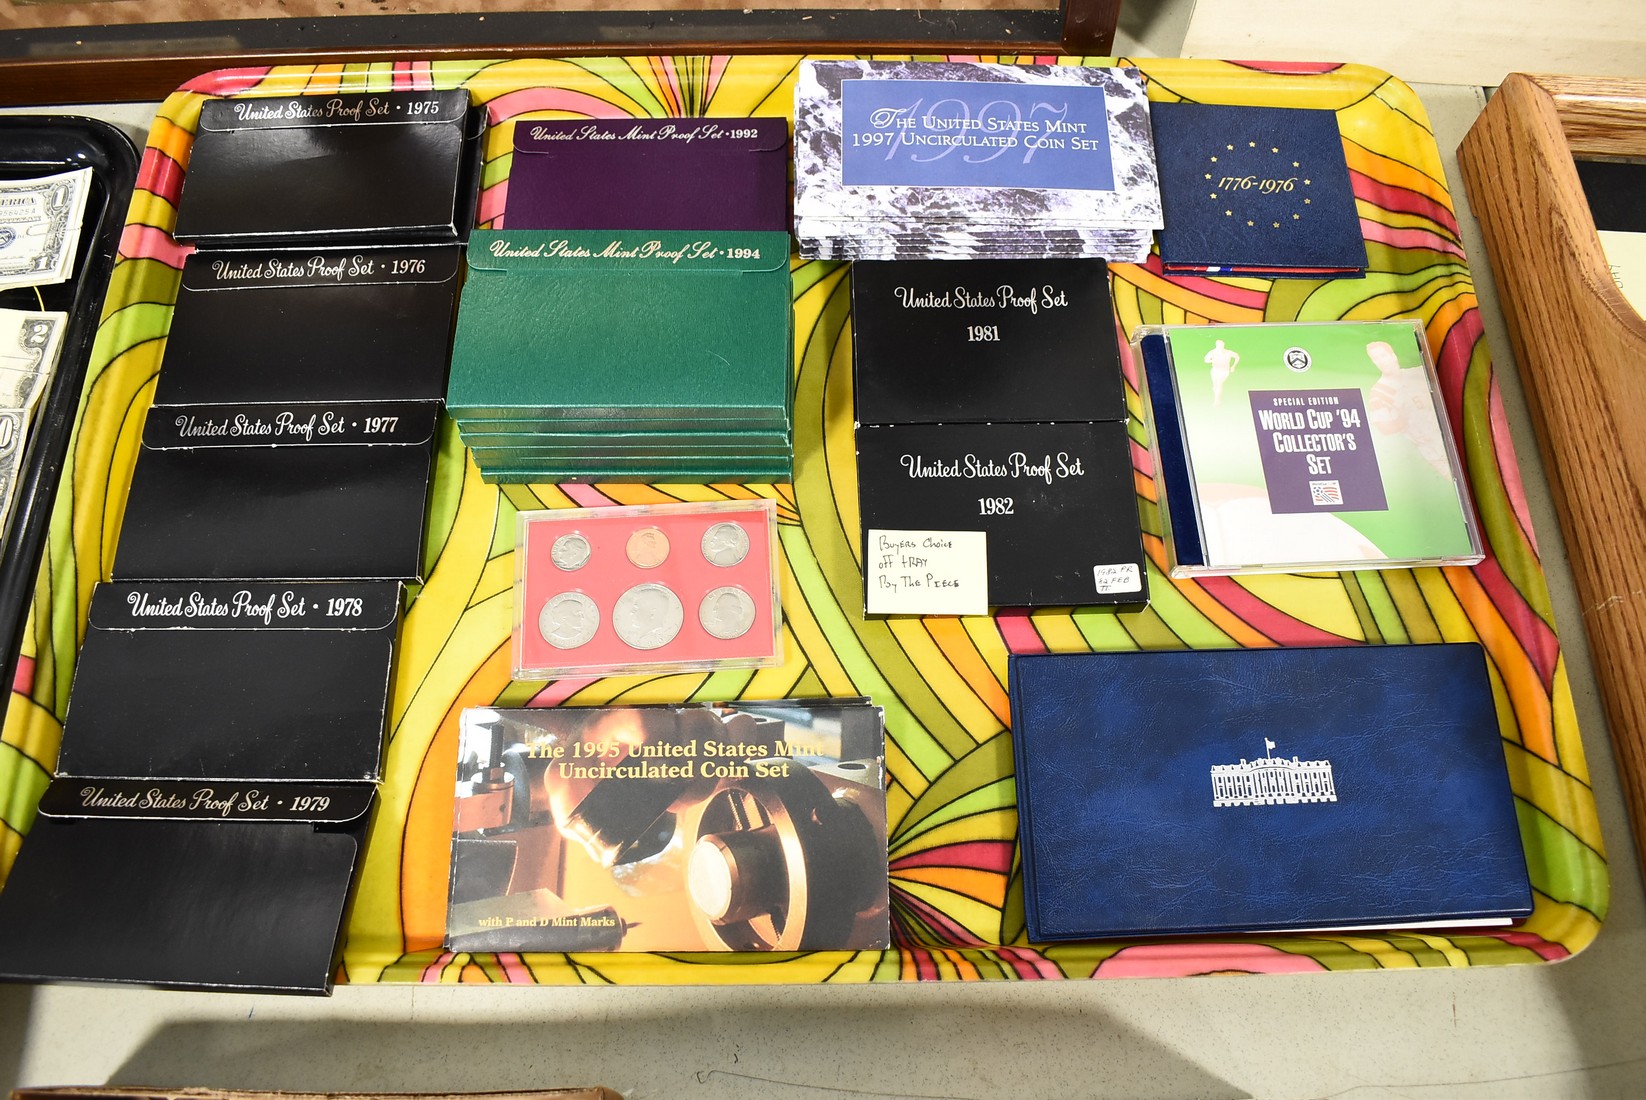 United States Proof Set • 1975
United States Proof Set • 1976
United States Proof Set • 1977
United States Proof Set • 1978
United States Proof Set • 1979
United States Mint Proof Set • 1992
United States Mint Proof Set • 1994
The 1995 United States Mint
Uncirculated Coin Set
with P and D Mint Marks
1997
The United States Mint
1997 Uncirculated Coin Set
United States Proof Set
1981
United States Proof Set
1982
Buyers Choice
off tRAY
By The Piece
1776-1976
SPECIAL EDITION
WORLD CUP '94
COLLECTOR'S
SET
1
2